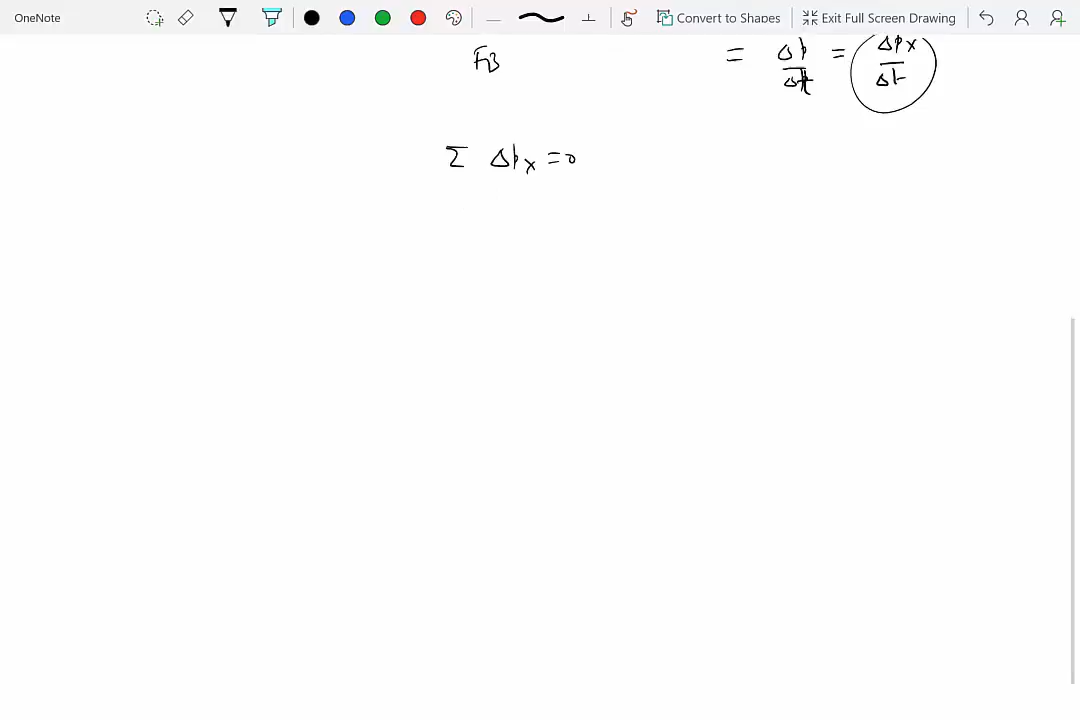 OneNote Convert to Shapes Exit Full Screen Drawing
FB = Δp/Δt = Δpx/Δt
Σ Δpx = 0